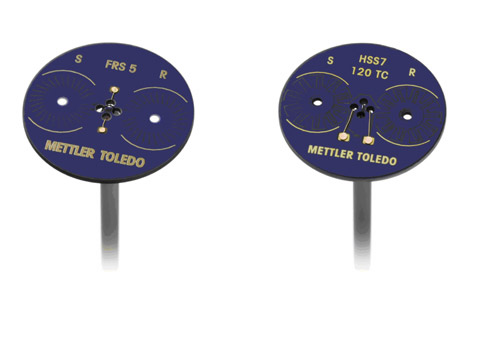 S FRS 5 R
METTLER TOLEDO
S HSS7 R
120 TC
METTLER TOLEDO